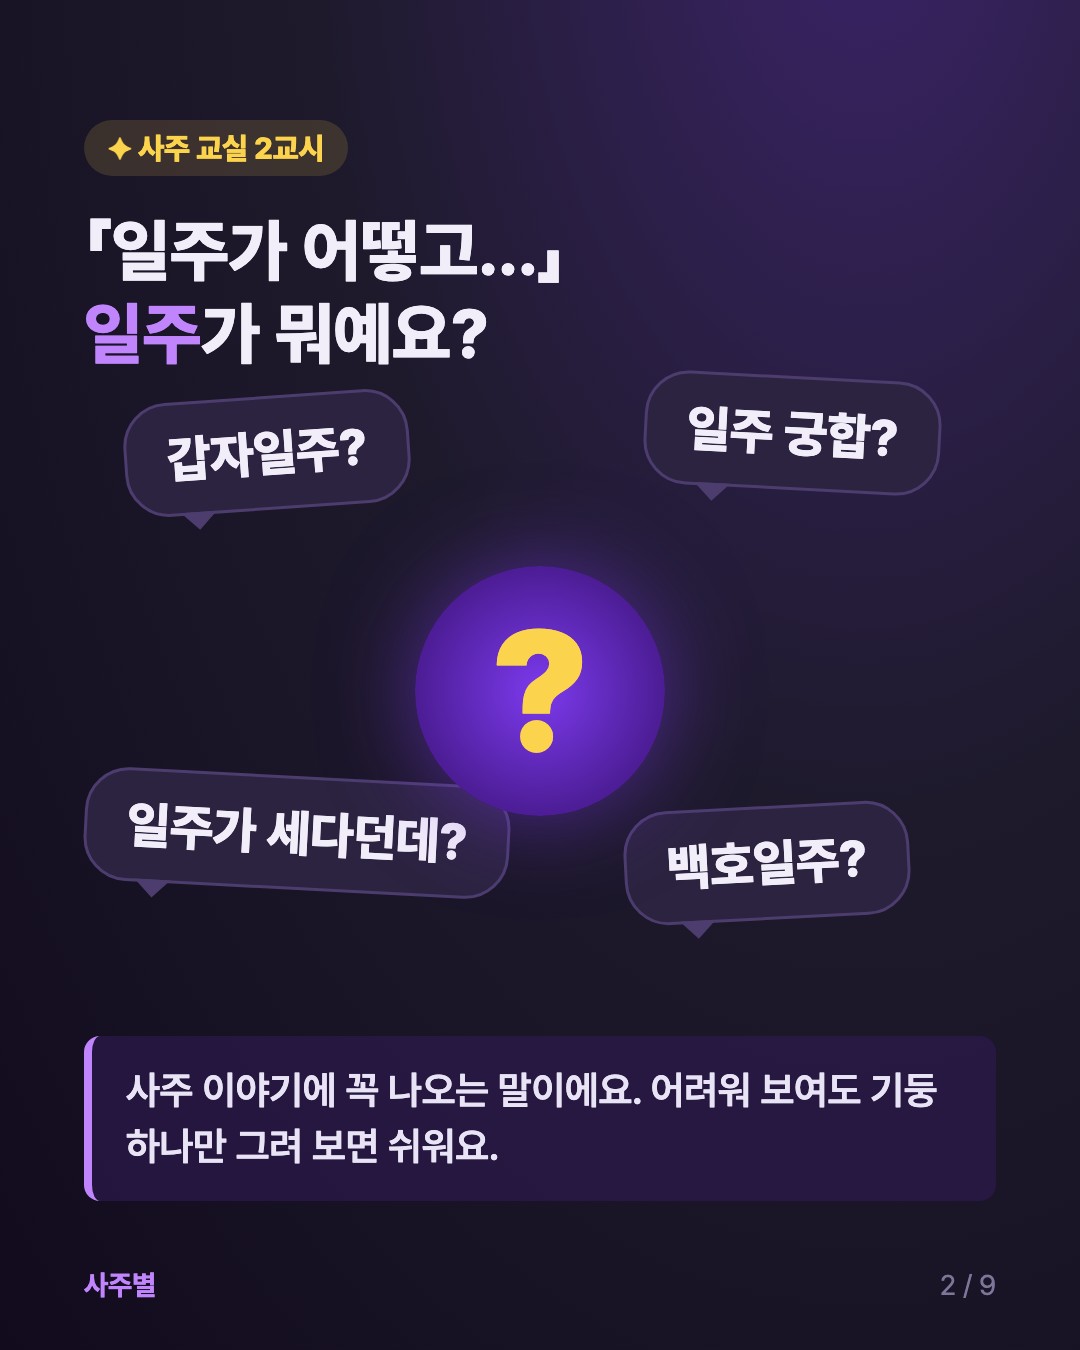 ✦ 사주 교실 2교시
「일주가 어떻고...」
일주가 뭐예요?
갑자일주?
일주 궁합?
?
일주가 세다던데?
백호일주?
사주 이야기에 꼭 나오는 말이에요. 어려워 보여도 기둥
하나만 그려 보면 쉬워요.
사주별
2 / 9